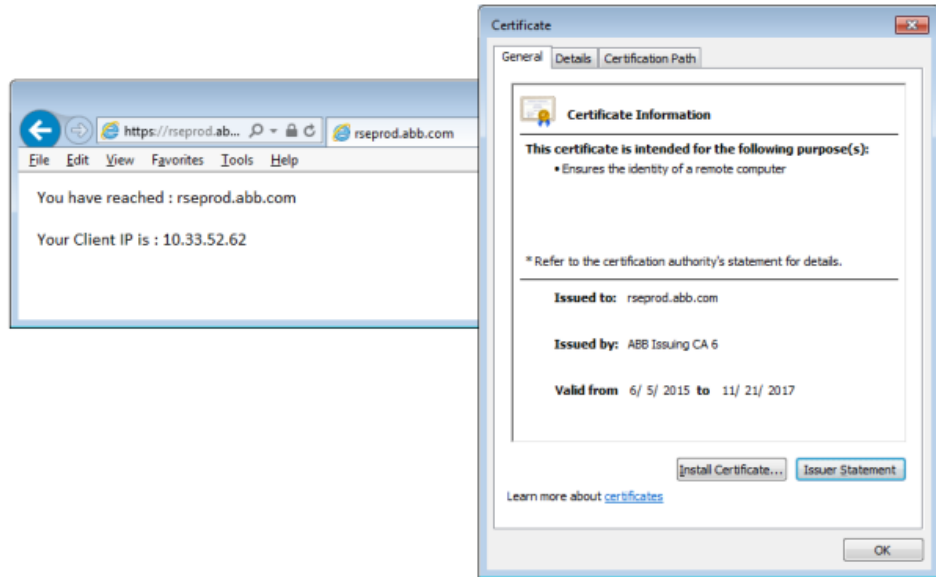 https://rseprod.ab...
rseprod.abb.com
File Edit View Favorites Tools Help
You have reached : rseprod.abb.com
Your Client IP is : 10.33.52.62
Certificate
General Details Certification Path
Certificate Information
This certificate is intended for the following purpose(s):
• Ensures the identity of a remote computer
* Refer to the certification authority's statement for details.
Issued to: rseprod.abb.com
Issued by: ABB Issuing CA 6
Valid from 6/ 5/ 2015 to 11/ 21/ 2017
Install Certificate... Issuer Statement
Learn more about certificates
OK